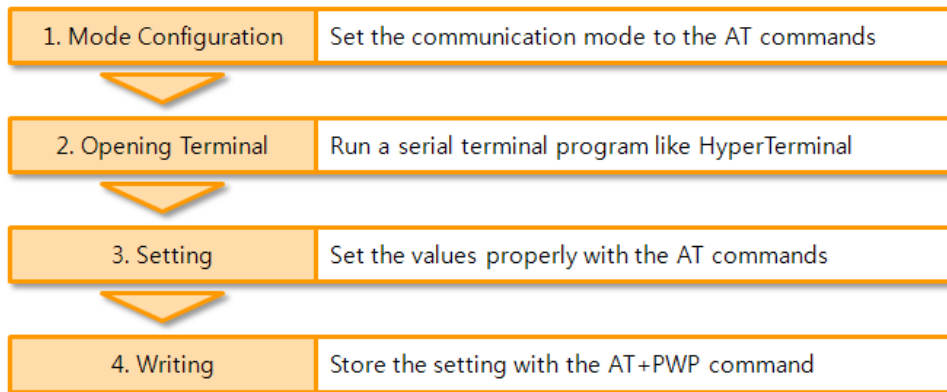 1. Mode Configuration
Set the communication mode to the AT commands
2. Opening Terminal
Run a serial terminal program like HyperTerminal
3. Setting
Set the values properly with the AT commands
4. Writing
Store the setting with the AT+PWP command